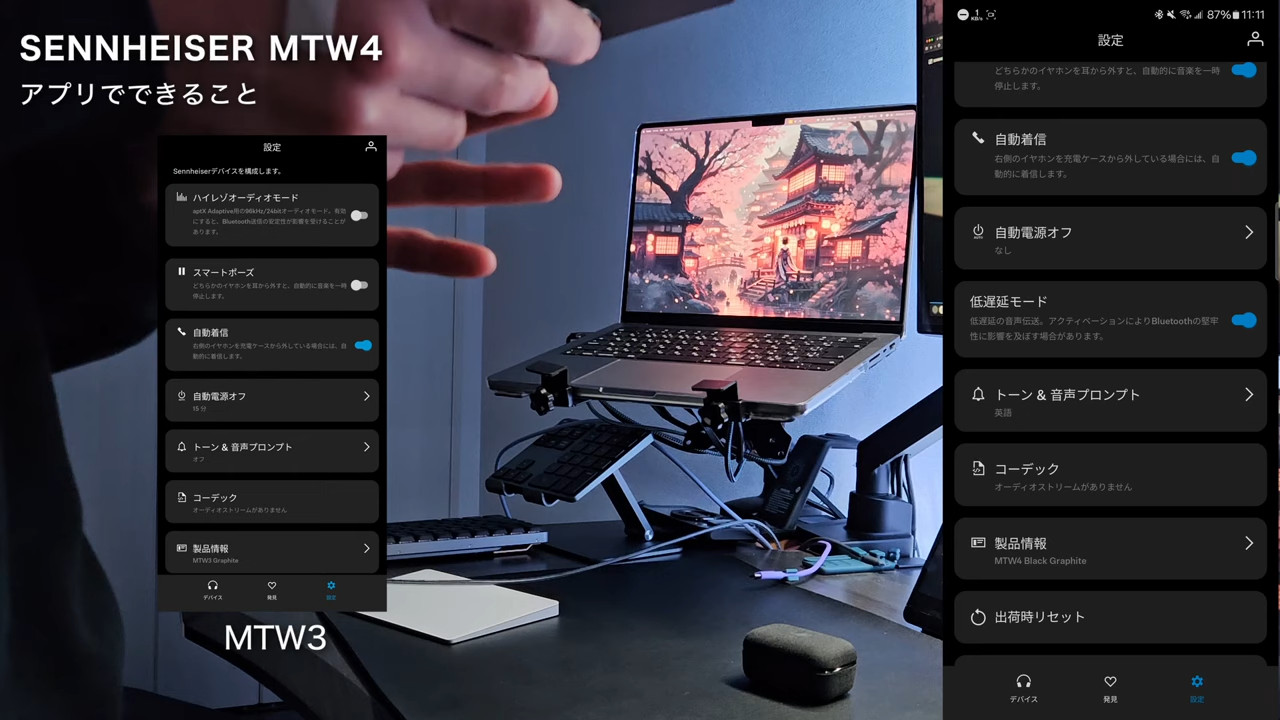 SENNHEISER MTW4
アプリでできること
設定
Sennheiserデバイスを構成します。
ハイレゾオーディオモード
aptX Adaptive用の96kHz/24bitオーディオモード。有効
にすると、Bluetooth送信の安定性が影響を受けることが
あります。
スマートポーズ
どちらかのイヤホンを耳から外すと、自動的に音楽を一時
停止します。
自動着信
右側のイヤホンを充電ケースから外している場合には、自
動的に着信します。
自動電源オフ
15 分
トーン & 音声プロンプト
オフ
コーデック
オーディオストリームがありません
製品情報
MTW3 Graphite
デバイス
発見
設定
MTW3
1
KB/s
87%
11:11
設定
どちらかのイヤホンを耳から外すと、自動的に音楽を一時
停止します。
自動着信
右側のイヤホンを充電ケースから外している場合には、自
動的に着信します。
自動電源オフ
なし
低遅延モード
低遅延の音声伝送。アクティベーションによりBluetoothの堅牢
性に影響を及ぼす場合があります。
トーン & 音声プロンプト
英語
コーデック
オーディオストリームがありません
製品情報
MTW4 Black Graphite
出荷時リセット
デバイス
発見
設定